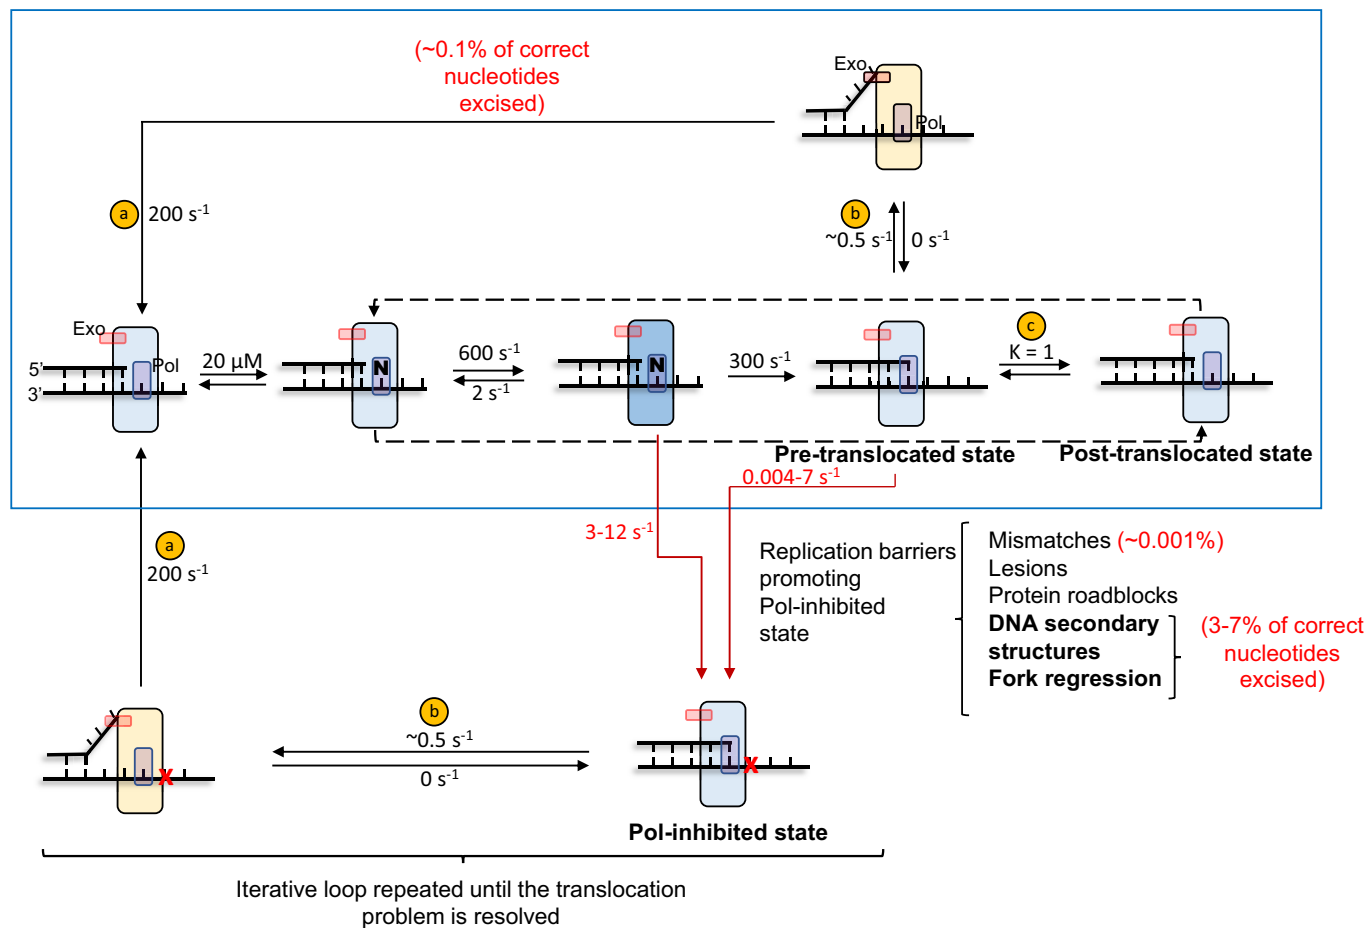 (~0.1% of correct
nucleotides
excised)
Exo
Pol
a
200 s-1
b
~0.5 s-1
0 s-1
Exo
Pol
5’
3’
20 µM
N
600 s-1
2 s-1
N
300 s-1
c
K = 1
Pre-translocated state
Post-translocated state
0.004-7 s-1
3-12 s-1
a
200 s-1
Replication barriers
promoting
Pol-inhibited
state
Mismatches (~0.001%)
Lesions
Protein roadblocks
DNA secondary
structures
Fork regression
(3-7% of correct
nucleotides
excised)
b
~0.5 s-1
0 s-1
X
X
Pol-inhibited state
Iterative loop repeated until the translocation
problem is resolved